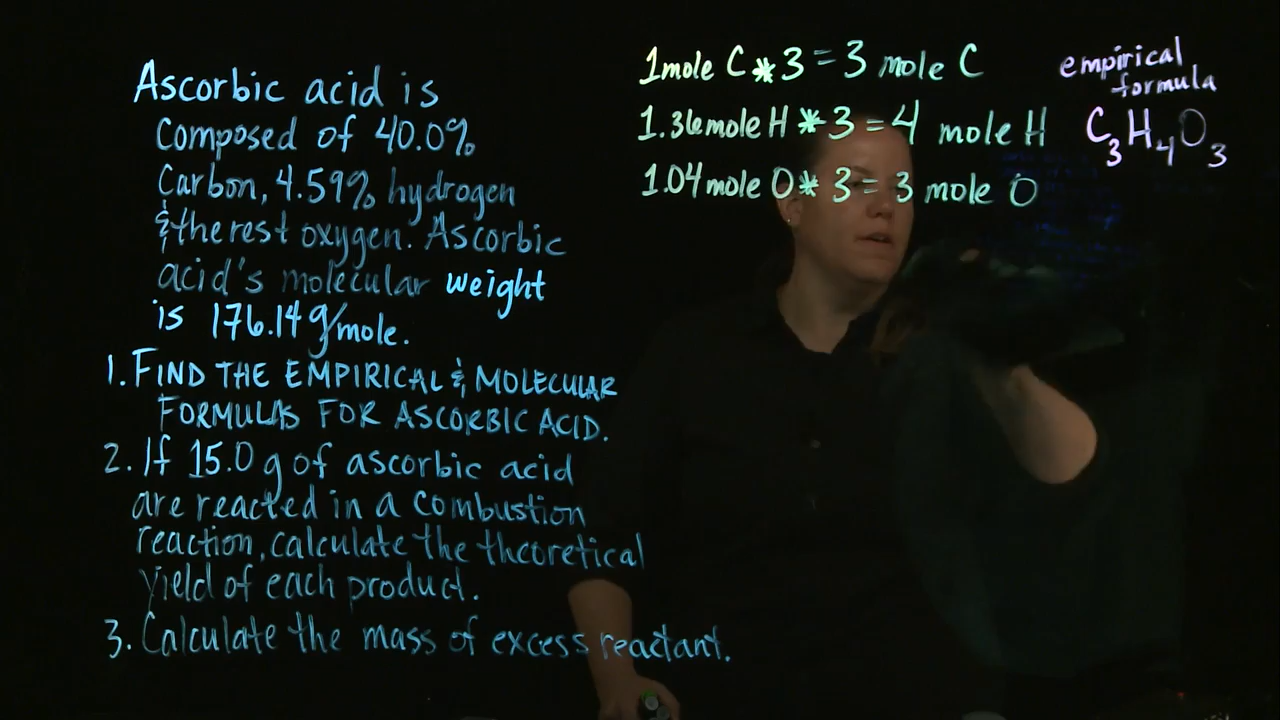 Ascorbic acid is
Composed of 40.0%
Carbon, 4.59% hydrogen
& the rest oxygen. Ascorbic
acid's molecular weight
is 176.14 g/mole.
1. FIND THE EMPIRICAL & MOLECULAR
FORMULAS FOR ASCORBIC ACID.
2. If 15.0 g of ascorbic acid
are reacted in a combustion
reaction, calculate the theoretical
yield of each product.
3. Calculate the mass of excess reactant.
1mole C * 3 = 3 mole C
1.36mole H * 3 = 4 mole H
1.04mole O * 3 = 3 mole O
empirical
formula
C3H4O3